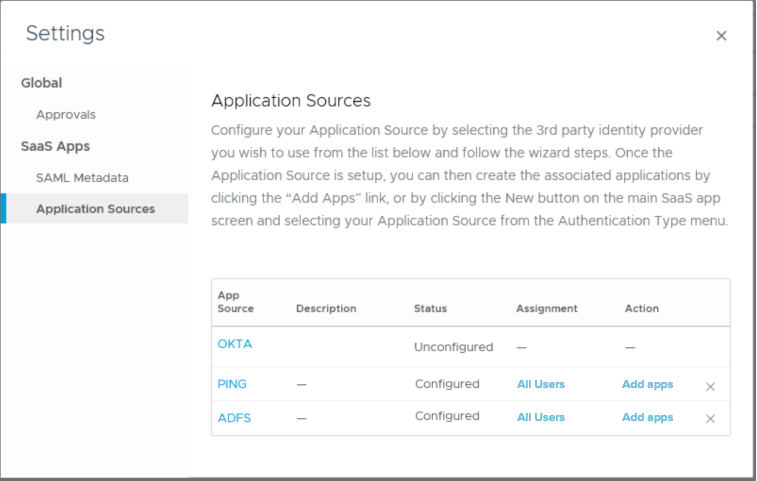 Settings
Global
Approvals
SaaS Apps
SAML Metadata
Application Sources
Application Sources
Configure your Application Source by selecting the 3rd party identity provider
you wish to use from the list below and follow the wizard steps. Once the
Application Source is setup, you can then create the associated applications by
clicking the “Add Apps” link, or by clicking the New button on the main SaaS app
screen and selecting your Application Source from the Authentication Type menu.
App Source Description Status Assignment Action
OKTA Unconfigured — —
PING — Configured All Users Add apps
ADFS — Configured All Users Add apps